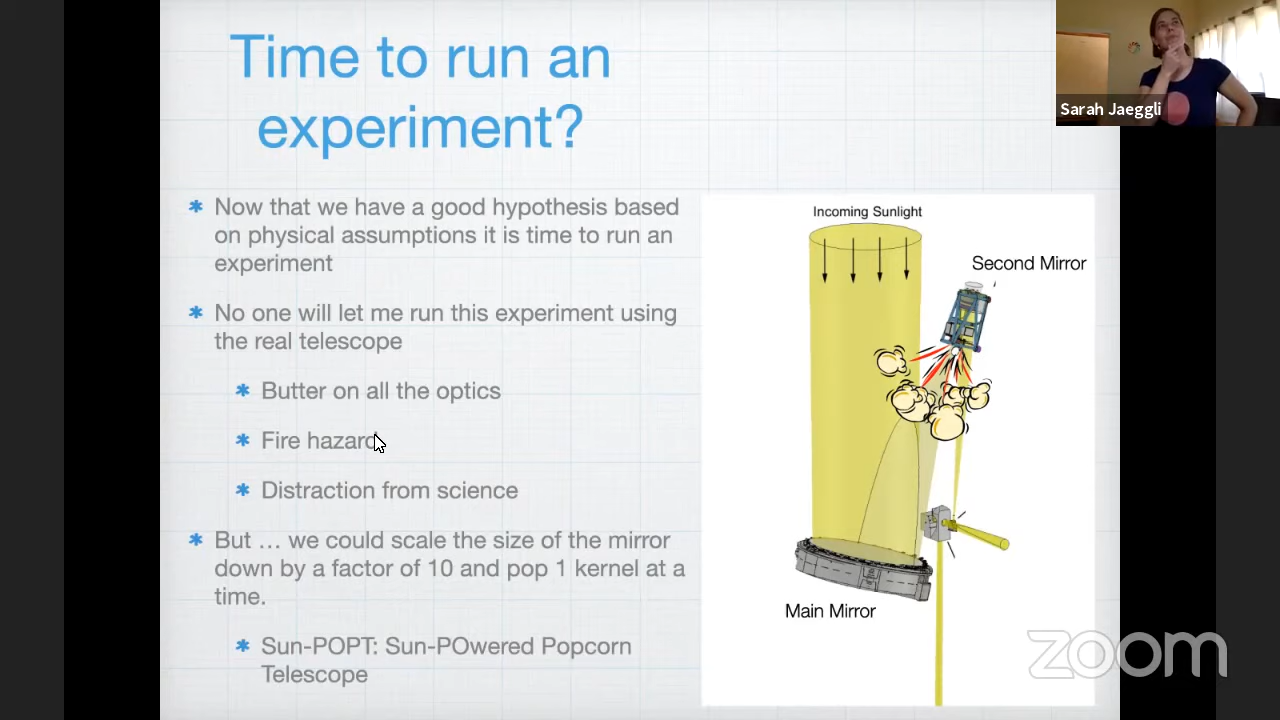 Time to run an
experiment?
Sarah Jaeggli
Now that we have a good hypothesis based
on physical assumptions it is time to run an
experiment
No one will let me run this experiment using
the real telescope
Butter on all the optics
Fire hazard
Distraction from science
But … we could scale the size of the mirror
down by a factor of 10 and pop 1 kernel at a
time.
Sun-POPT: Sun-POwered Popcorn
Telescope
Incoming Sunlight
Second Mirror
Main Mirror
zoom